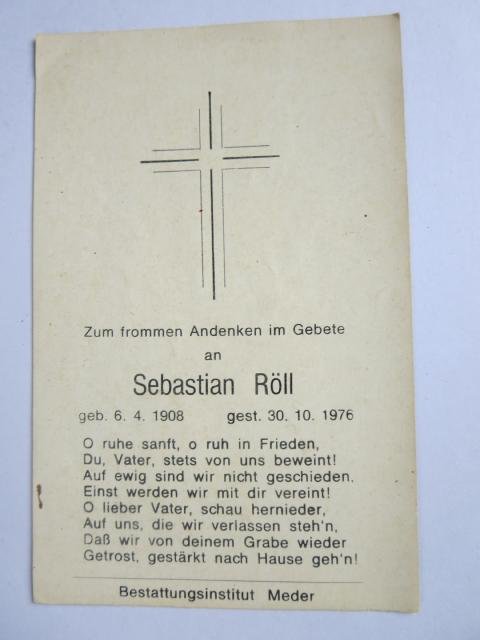 Zum frommen Andenken im Gebete
an
Sebastian Röll
geb. 6. 4. 1908 gest. 30. 10. 1976
O ruhe sanft, o ruh in Frieden,
Du, Vater, stets von uns beweint!
Auf ewig sind wir nicht geschieden,
Einst werden wir mit dir vereint!
O lieber Vater, schau hernieder,
Auf uns, die wir verlassen steh'n,
Daß wir von deinem Grabe wieder
Getrost, gestärkt nach Hause geh'n!
Bestattungsinstitut Meder